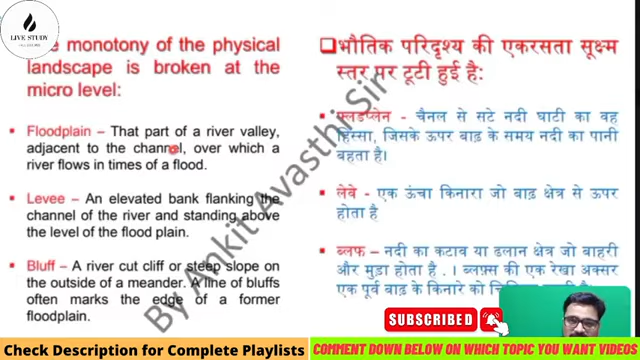 LIVE STUDY
monotony of the physical
landscape is broken at the
micro level:
Floodplain – That part of a river valley,
adjacent to the channel, over which a
river flows in times of a flood.
Levee – An elevated bank flanking the
channel of the river and standing above
the level of the flood plain.
Bluff – A river cut cliff or steep slope on
the outside of a meander. A line of bluffs
often marks the edge of a former
floodplain.
भौतिक परिदृश्य की एकरसता सूक्ष्म
स्तर पर टूटी हुई है:
फ्लडप्लेन - चैनल से सटे नदी घाटी का वह
हिस्सा, जिसके ऊपर बाढ़ के समय नदी का पानी
बहता है।
लेवे - एक ऊंचा किनारा जो बाढ़ क्षेत्र से ऊपर
होता है
ब्लफ - नदी का कटाव या ढलान क्षेत्र जो बाहरी
और मुड़ा होता है . । ब्लफ़्स की एक रेखा अक्सर
एक पूर्व बाढ़ के किनारे को
By Ankit Avasthi Sir
SUBSCRIBED
Check Description for Complete Playlists
COMMENT DOWN BELOW ON WHICH TOPIC YOU WANT VIDEOS